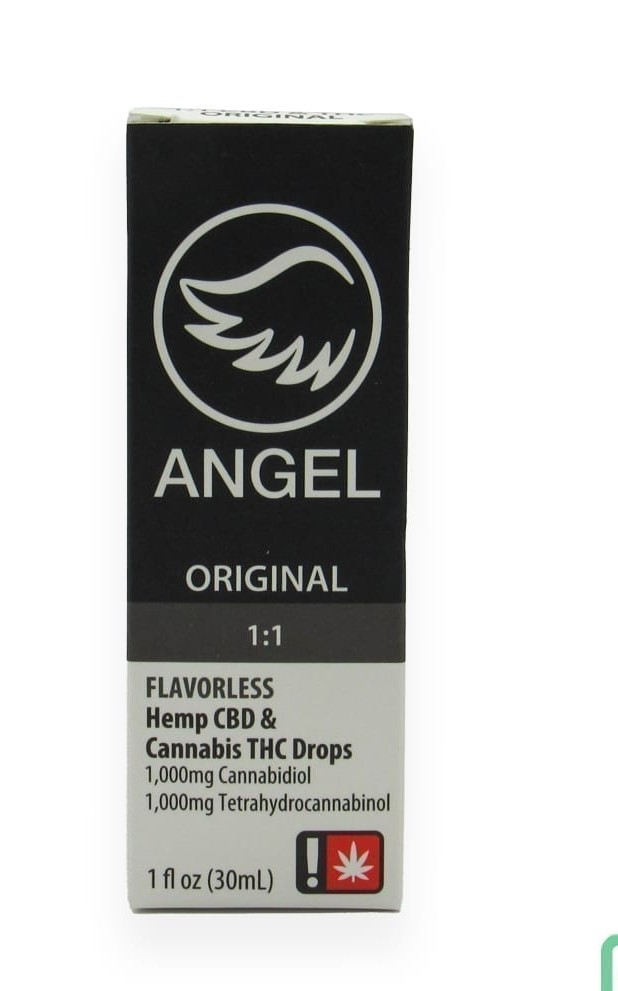 ORIGINAL
ANGEL
ORIGINAL
1:1
FLAVORLESS
Hemp CBD &
Cannabis THC Drops
1,000mg Cannabidiol
1,000mg Tetrahydrocannabinol
1 fl oz (30mL)
!